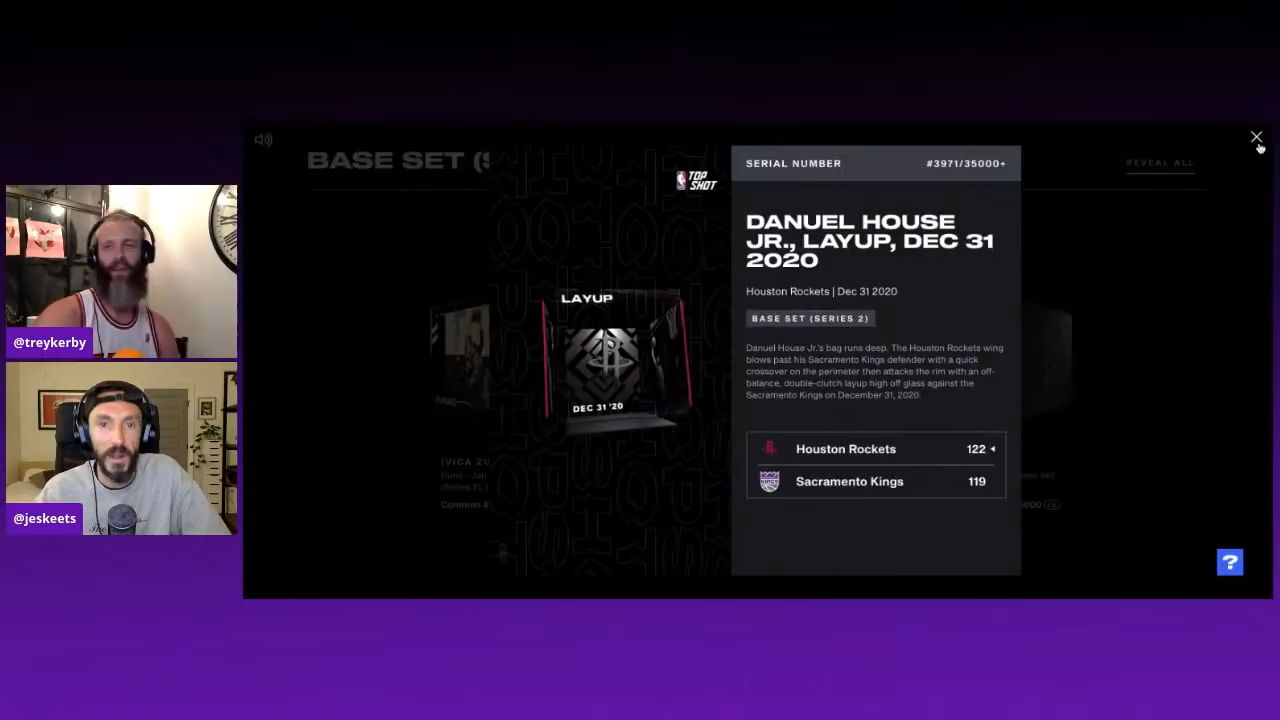 BASE SET (S
REVEAL ALL
TOP
SHOT
SERIAL NUMBER #3971/35000+
DANUEL HOUSE
JR., LAYUP, DEC 31
2020
Houston Rockets | Dec 31 2020
BASE SET (SERIES 2)
Danuel House Jr.'s bag runs deep. The Houston Rockets wing
blows past his Sacramento Kings defender with a quick
crossover on the perimeter then attacks the rim with an off-
balance, double-clutch layup high off glass against the
Sacramento Kings on December 31, 2020.
Houston Rockets 122
Sacramento Kings 119
LAYUP
DEC 31 '20
IVICA ZU
Common #
@treykerby
@jeskeets
?